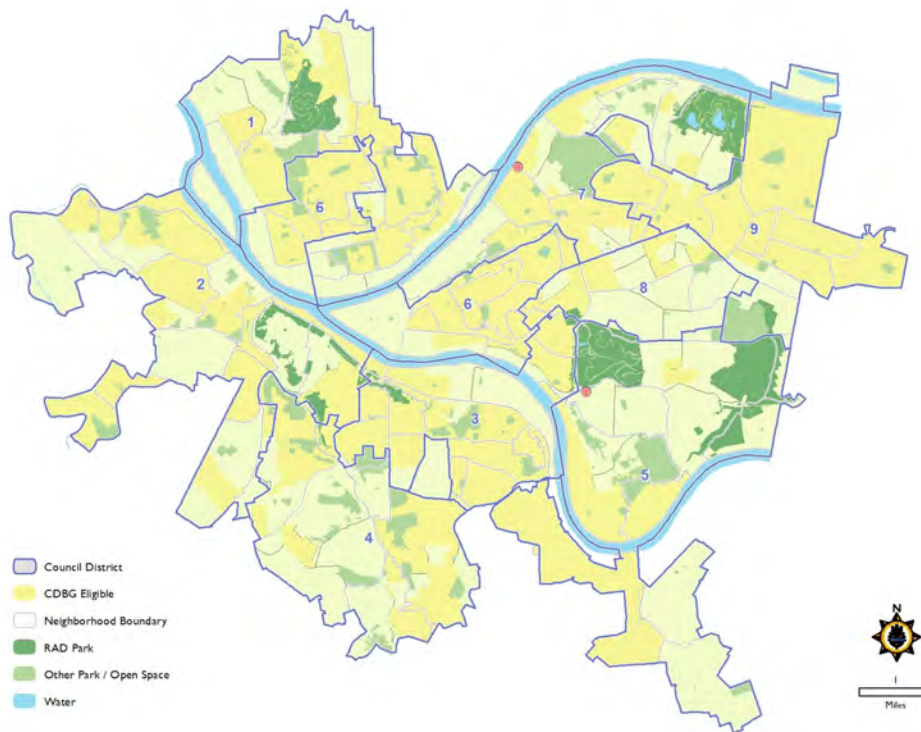 1
6
7
9
2
6
8
3
5
4
Council District
CDBG Eligible
Neighborhood Boundary
RAD Park
Other Park / Open Space
Water
N
1
Miles